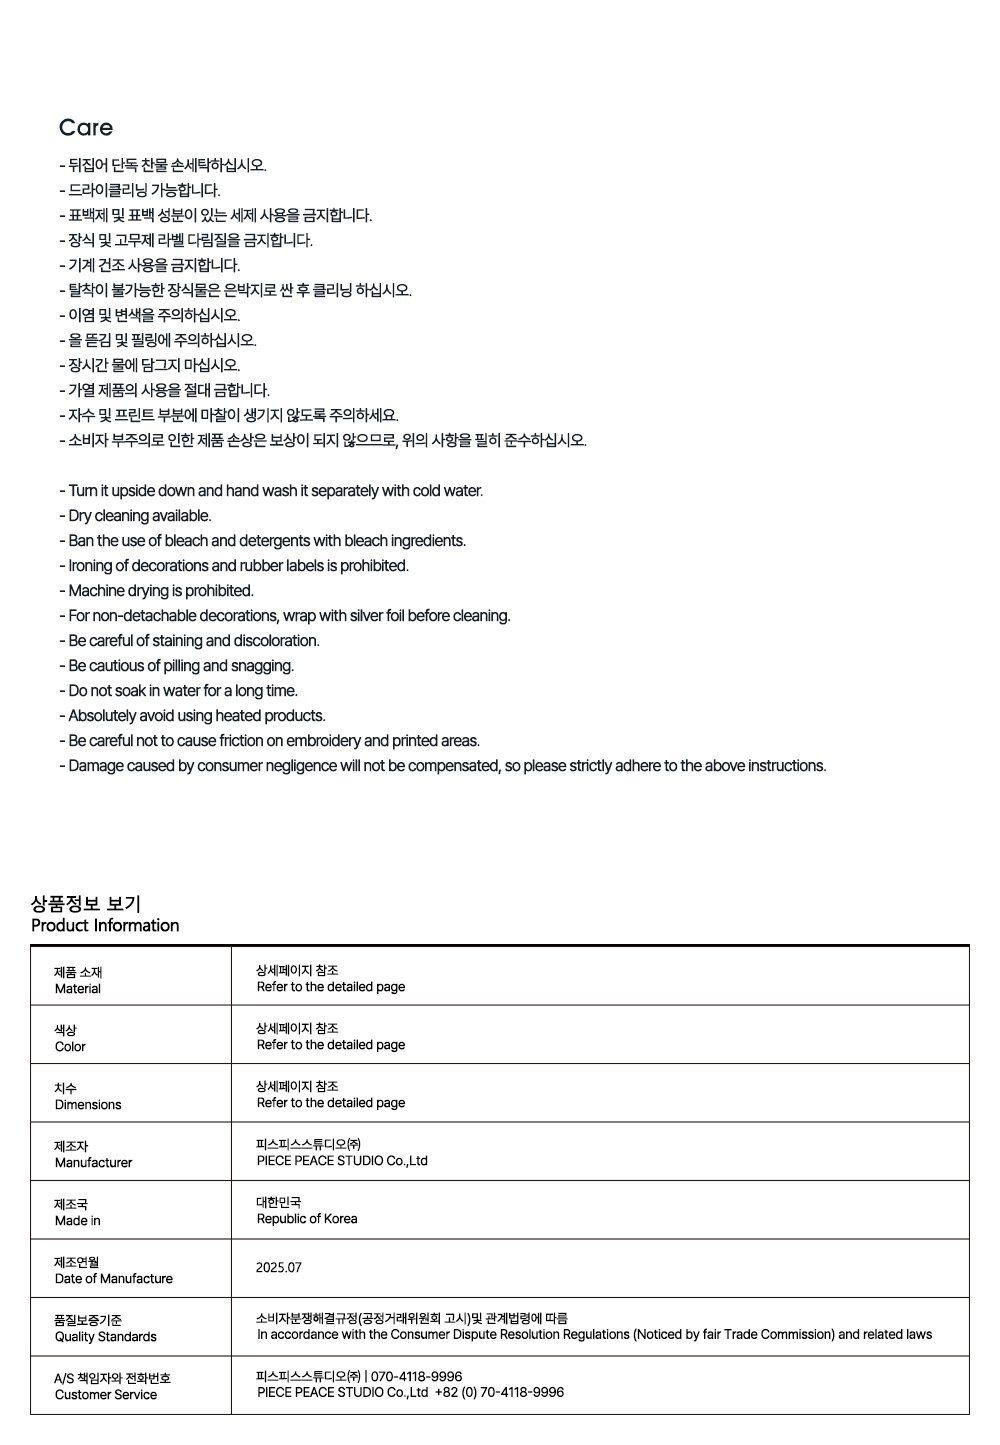 Care
- 뒤집어 단독 찬물 손세탁하십시오.
- 드라이클리닝 가능합니다.
- 표백제 및 표백 성분이 있는 세제 사용을 금지합니다.
- 장식 및 고무제 라벨 다림질을 금지합니다.
- 기계 건조 사용을 금지합니다.
- 탈착이 불가능한 장식물은 은박지로 싼 후 클리닝 하십시오.
- 이염 및 변색을 주의하십시오.
- 올 뜯김 및 필링에 주의하십시오.
- 장시간 물에 담그지 마십시오.
- 가열 제품의 사용을 절대 금합니다.
- 자수 및 프린트 부분에 마찰이 생기지 않도록 주의하세요.
- 소비자 부주의로 인한 제품 손상은 보상이 되지 않으므로, 위의 사항을 필히 준수하십시오.
- Turn it upside down and hand wash it separately with cold water.
- Dry cleaning available.
- Ban the use of bleach and detergents with bleach ingredients.
- Ironing of decorations and rubber labels is prohibited.
- Machine drying is prohibited.
- For non-detachable decorations, wrap with silver foil before cleaning.
- Be careful of staining and discoloration.
- Be cautious of pilling and snagging.
- Do not soak in water for a long time.
- Absolutely avoid using heated products.
- Be careful not to cause friction on embroidery and printed areas.
- Damage caused by consumer negligence will not be compensated, so please strictly adhere to the above instructions.
상품정보 보기
Product Information
제품 소재
Material
상세페이지 참조
Refer to the detailed page
색상
Color
상세페이지 참조
Refer to the detailed page
치수
Dimensions
상세페이지 참조
Refer to the detailed page
제조자
Manufacturer
피스피스스튜디오㈜
PIECE PEACE STUDIO Co.,Ltd
제조국
Made in
대한민국
Republic of Korea
제조연월
Date of Manufacture
2025.07
품질보증기준
Quality Standards
소비자분쟁해결규정(공정거래위원회 고시)및 관계법령에 따름
In accordance with the Consumer Dispute Resolution Regulations (Noticed by fair Trade Commission) and related laws
A/S 책임자와 전화번호
Customer Service
피스피스스튜디오㈜ | 070-4118-9996
PIECE PEACE STUDIO Co.,Ltd +82 (0) 70-4118-9996